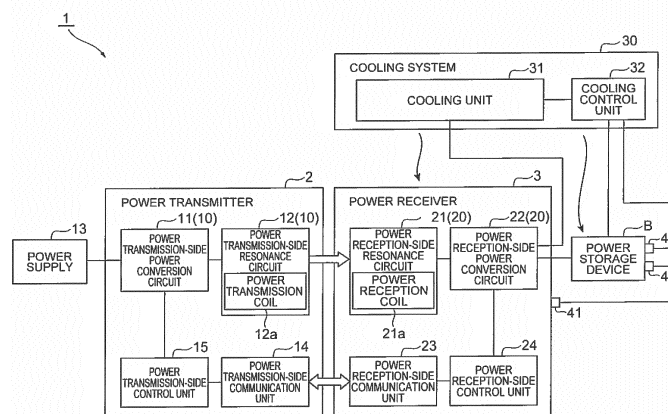 1
30
COOLING SYSTEM
31
32
COOLING UNIT
COOLING
CONTROL
UNIT
2
3
POWER TRANSMITTER
POWER RECEIVER
13
11(10)
12(10)
21(20)
22(20)
B
POWER
SUPPLY
POWER
TRANSMISSION-SIDE
POWER
CONVERSION
CIRCUIT
POWER
TRANSMISSION-SIDE
RESONANCE
CIRCUIT
POWER
TRANSMISSION
COIL
POWER
RECEPTION-SIDE
RESONANCE
CIRCUIT
POWER
RECEPTION
COIL
POWER
RECEPTION-SIDE
POWER
CONVERSION
CIRCUIT
POWER
STORAGE
DEVICE
4
4
12a
21a
41
15
14
23
24
POWER
TRANSMISSION-SIDE
CONTROL UNIT
POWER
TRANSMISSION-SIDE
COMMUNICATION
UNIT
POWER
RECEPTION-SIDE
COMMUNICATION
UNIT
POWER
RECEPTION-SIDE
CONTROL UNIT